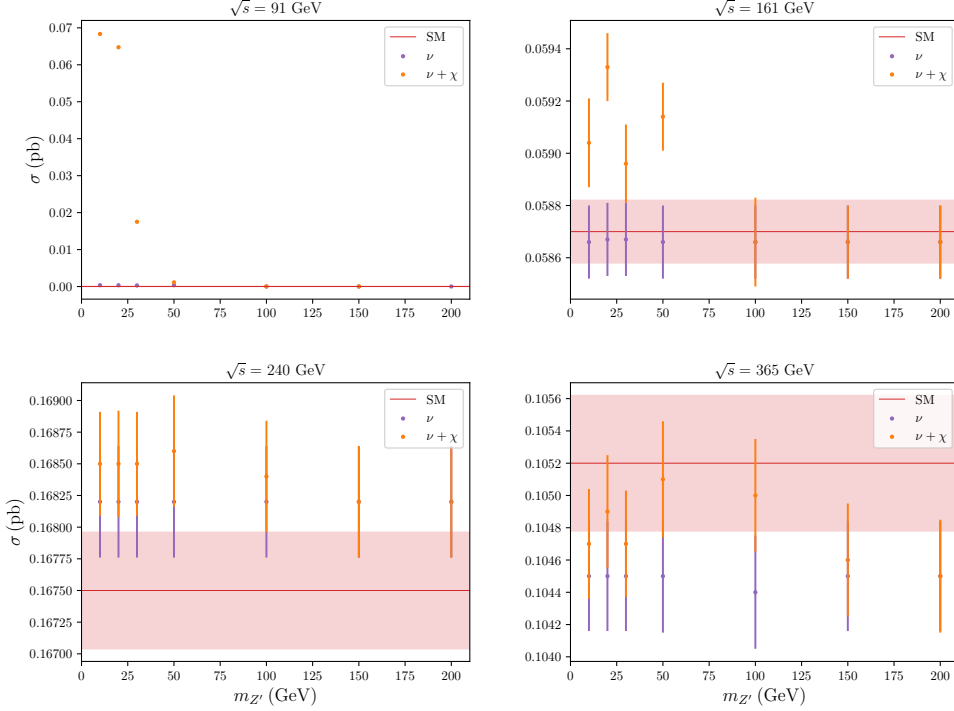 √s = 91 GeV
0.07
0.06
0.05
0.04
0.03
0.02
0.01
0.00
σ (pb)
SM
ν
ν + χ
0 25 50 75 100 125 150 175 200
√s = 161 GeV
0.0594
0.0592
0.0590
0.0588
0.0586
σ (pb)
SM
ν
ν + χ
0 25 50 75 100 125 150 175 200
√s = 240 GeV
0.16900
0.16875
0.16850
0.16825
0.16800
0.16775
0.16750
0.16725
0.16700
σ (pb)
SM
ν
ν + χ
0 25 50 75 100 125 150 175 200
m_{Z'} (GeV)
√s = 365 GeV
0.1056
0.1054
0.1052
0.1050
0.1048
0.1046
0.1044
0.1042
0.1040
σ (pb)
SM
ν
ν + χ
0 25 50 75 100 125 150 175 200
m_{Z'} (GeV)